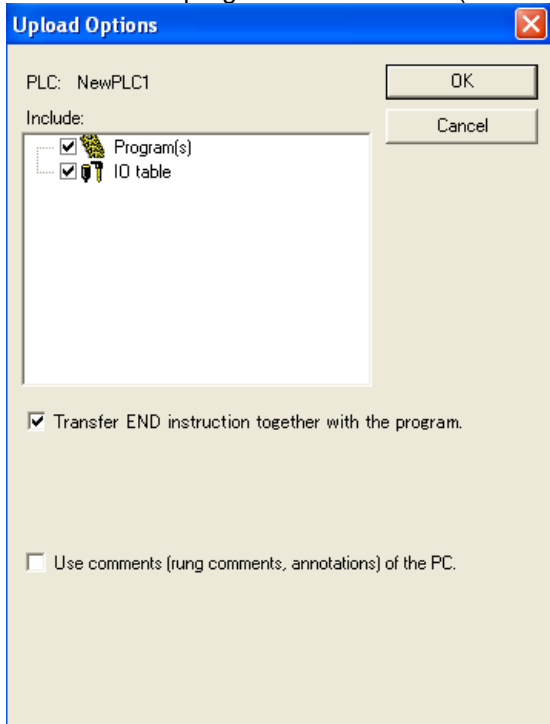 Upload Options
PLC: NewPLC1
OK
Include:
Cancel
Program(s)
IO table
Transfer END instruction together with the program.
Use comments (rung comments, annotations) of the PC.